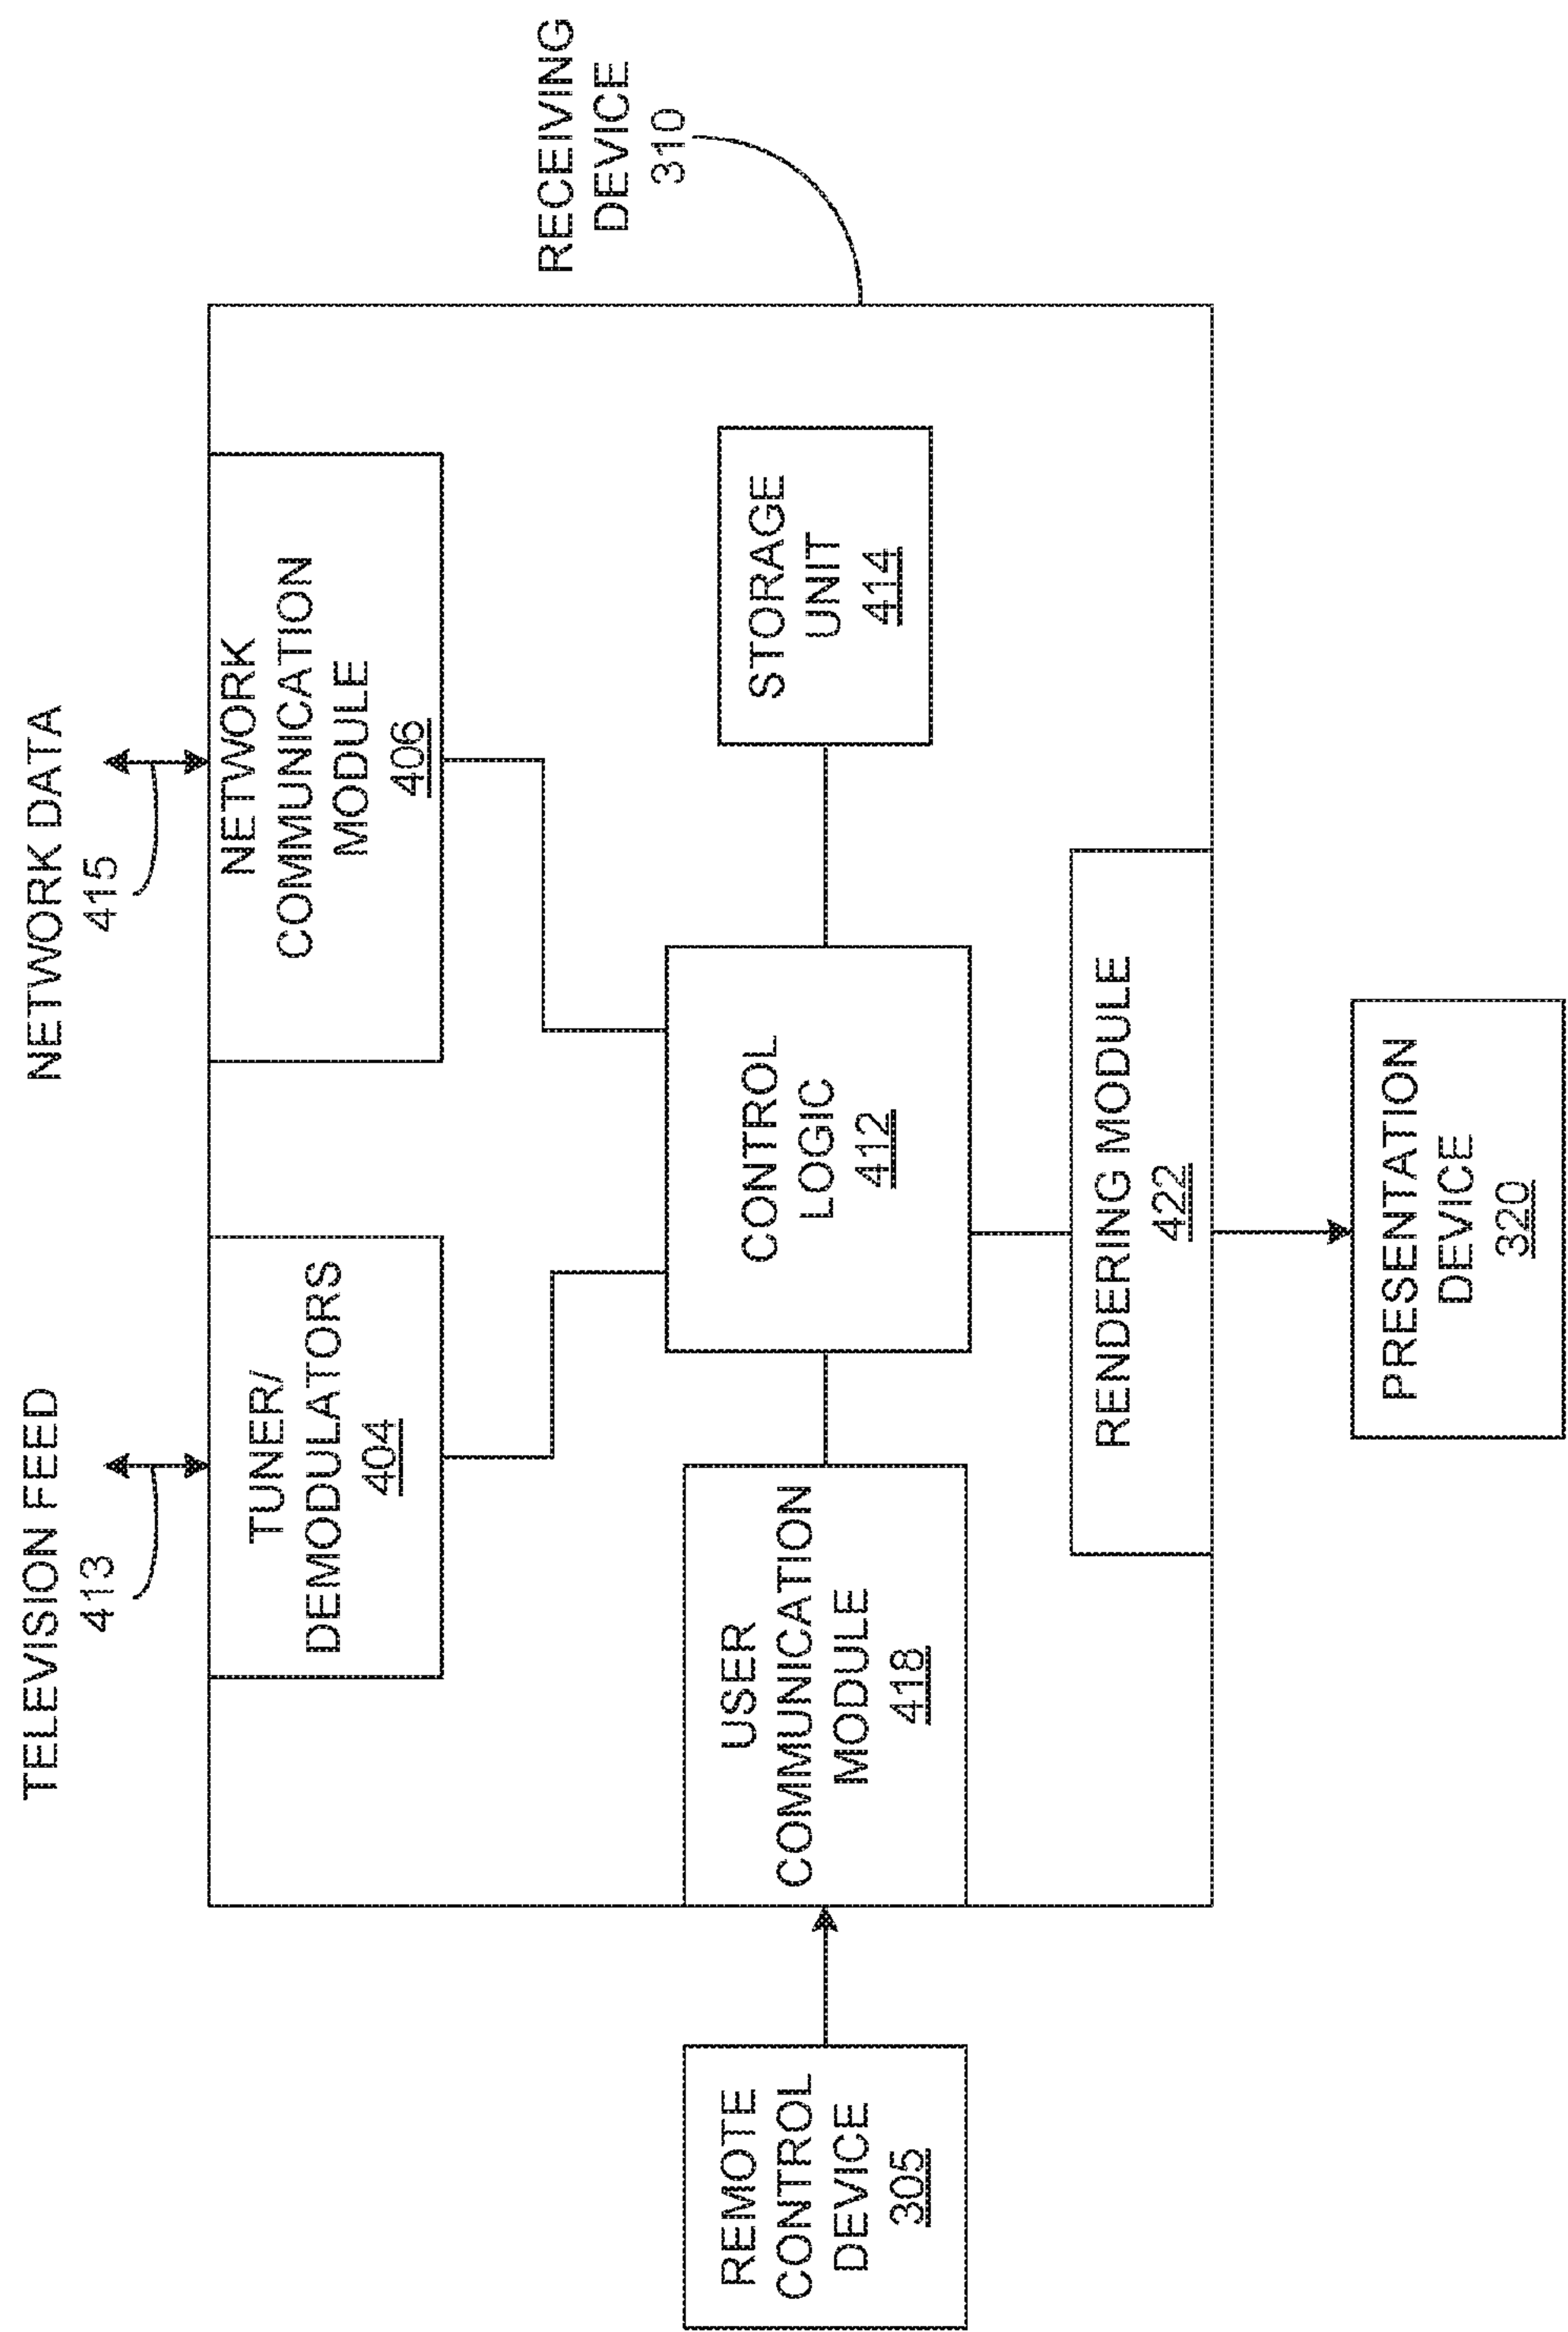 TELEVISION FEED
413
NETWORK DATA
415
TUNER/
DEMODULATORS
404
NETWORK
COMMUNICATION
MODULE
406
RECEIVING
DEVICE
310
REMOTE
CONTROL
DEVICE
305
USER
COMMUNICATION
MODULE
418
CONTROL
LOGIC
412
STORAGE
UNIT
414
RENDERING MODULE
422
PRESENTATION
DEVICE
320